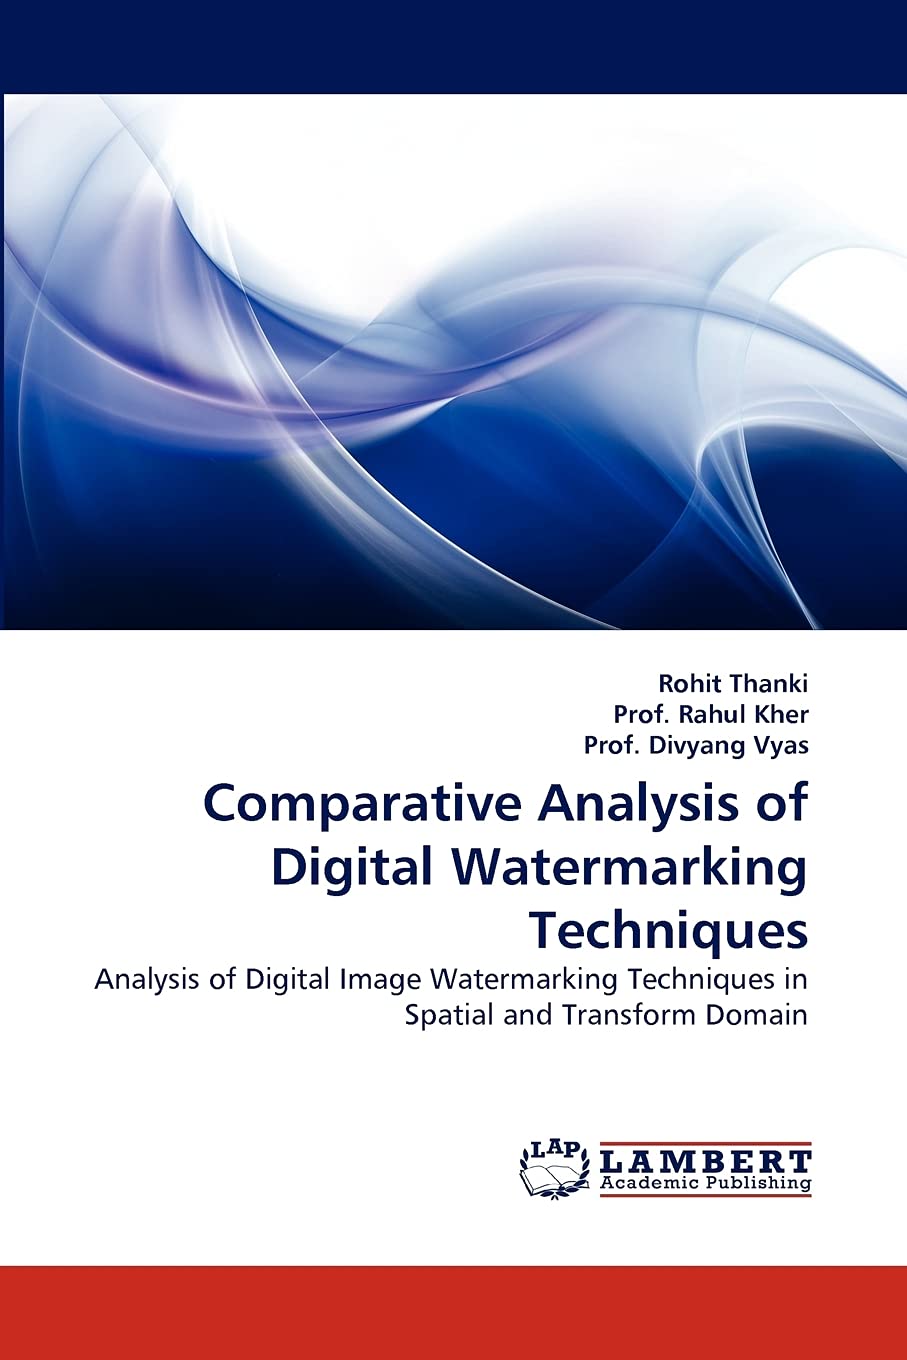 Rohit Thanki
Prof. Rahul Kher
Prof. Divyang Vyas
Comparative Analysis of
Digital Watermarking
Techniques
Analysis of Digital Image Watermarking Techniques in
Spatial and Transform Domain
LAP
LAMBERT
Academic Publishing